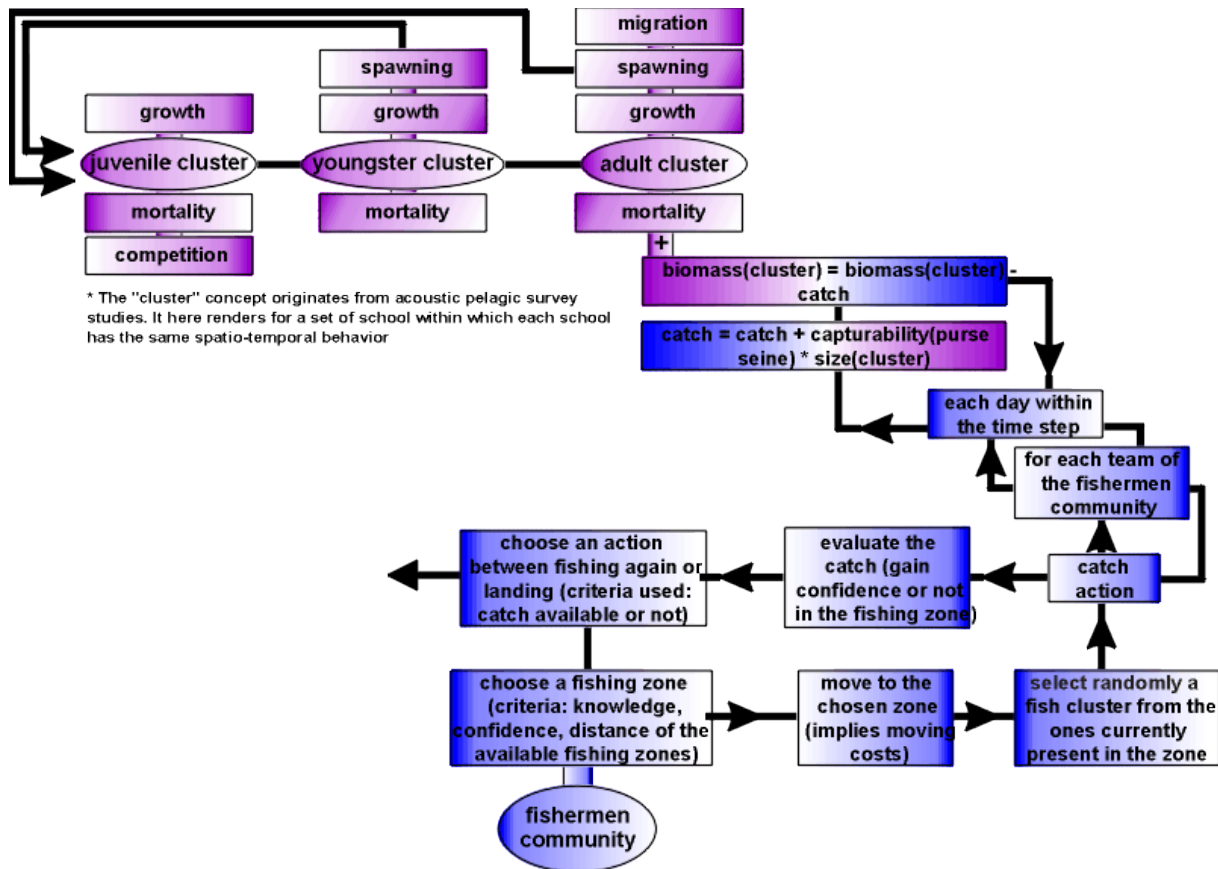 migration
spawning
spawning
growth
growth
growth
juvenile cluster
youngster cluster
adult cluster
mortality
mortality
mortality
competition
+
biomass(cluster) = biomass(cluster) -
catch
* The "cluster" concept originates from acoustic pelagic survey
studies. It here renders for a set of school within which each school
has the same spatio-temporal behavior
catch = catch + capturability(purse
seine) * size(cluster)
each day within
the time step
for each team of
the fishermen
community
catch
action
evaluate the
catch (gain
confidence or not
in the fishing zone)
choose an action
between fishing again or
landing (criteria used:
catch available or not)
choose a fishing zone
(criteria: knowledge,
confidence, distance of the
available fishing zones)
move to the
chosen zone
(implies moving
costs)
select randomly a
fish cluster from the
ones currently
present in the zone
fishermen
community